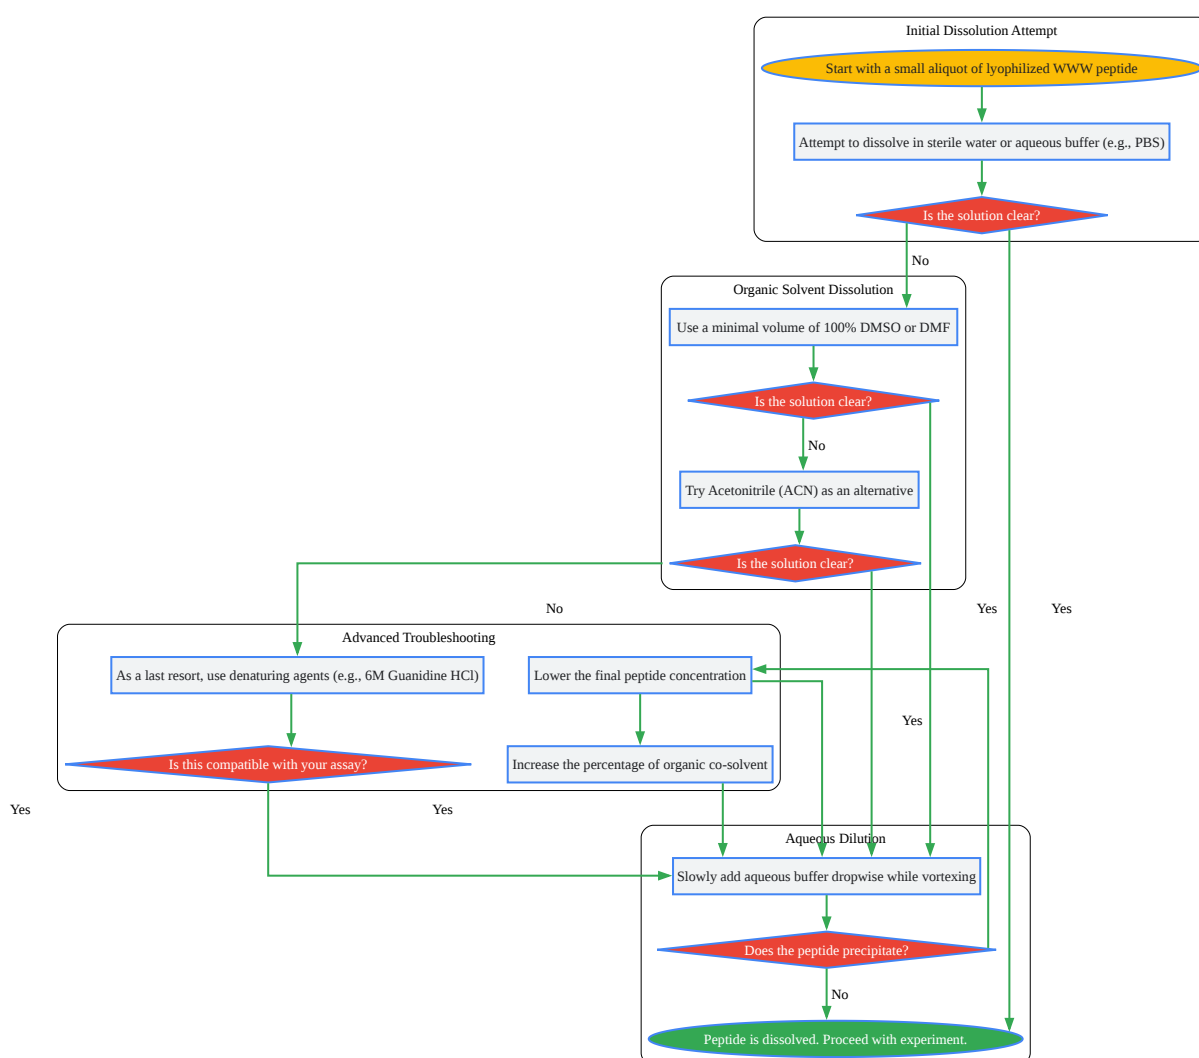 Initial Dissolution Attempt
Start with a small aliquot of lyophilized WWW peptide
Attempt to dissolve in sterile water or aqueous buffer (e.g., PBS)
Is the solution clear?
No
Organic Solvent Dissolution
Use a minimal volume of 100% DMSO or DMF
Is the solution clear?
No
Try Acetonitrile (ACN) as an alternative
Is the solution clear?
No
Yes
Yes
Advanced Troubleshooting
As a last resort, use denaturing agents (e.g., 6M Guanidine HCl)
Lower the final peptide concentration
Yes
Is this compatible with your assay?
Increase the percentage of organic co-solvent
Yes
Yes
Aqueous Dilution
Slowly add aqueous buffer dropwise while vortexing
Does the peptide precipitate?
No
Peptide is dissolved. Proceed with experiment.